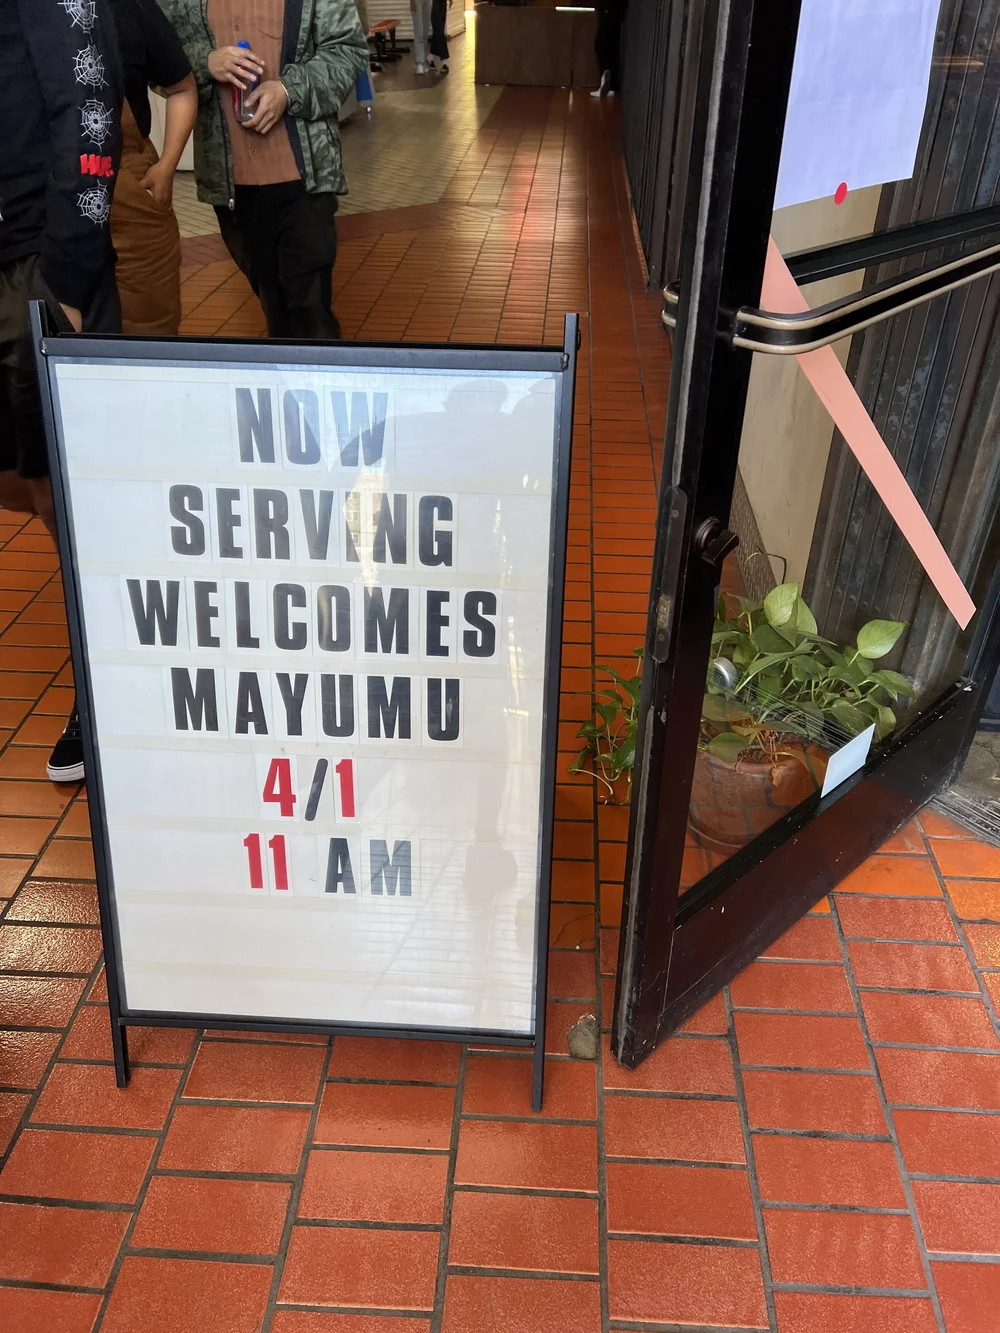 NOW
SERVING
WELCOMES
MAYUMU
4/1
11 AM